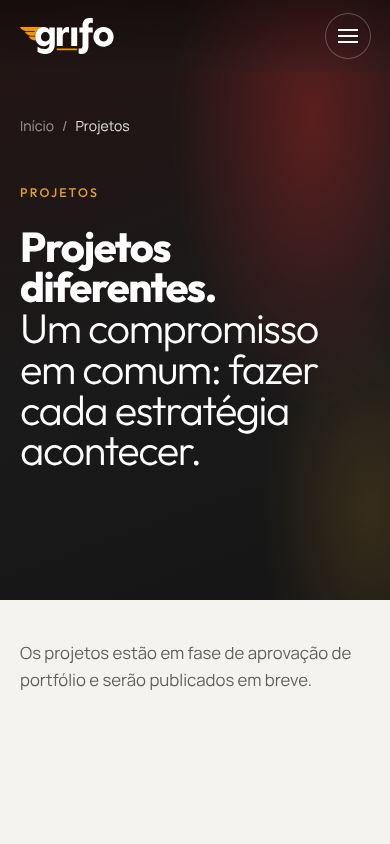 grifo
Início / Projetos
PROJETOS
Projetos
diferentes.
Um compromisso
em comum: fazer
cada estratégia
acontecer.
Os projetos estão em fase de aprovação de
portfólio e serão publicados em breve.